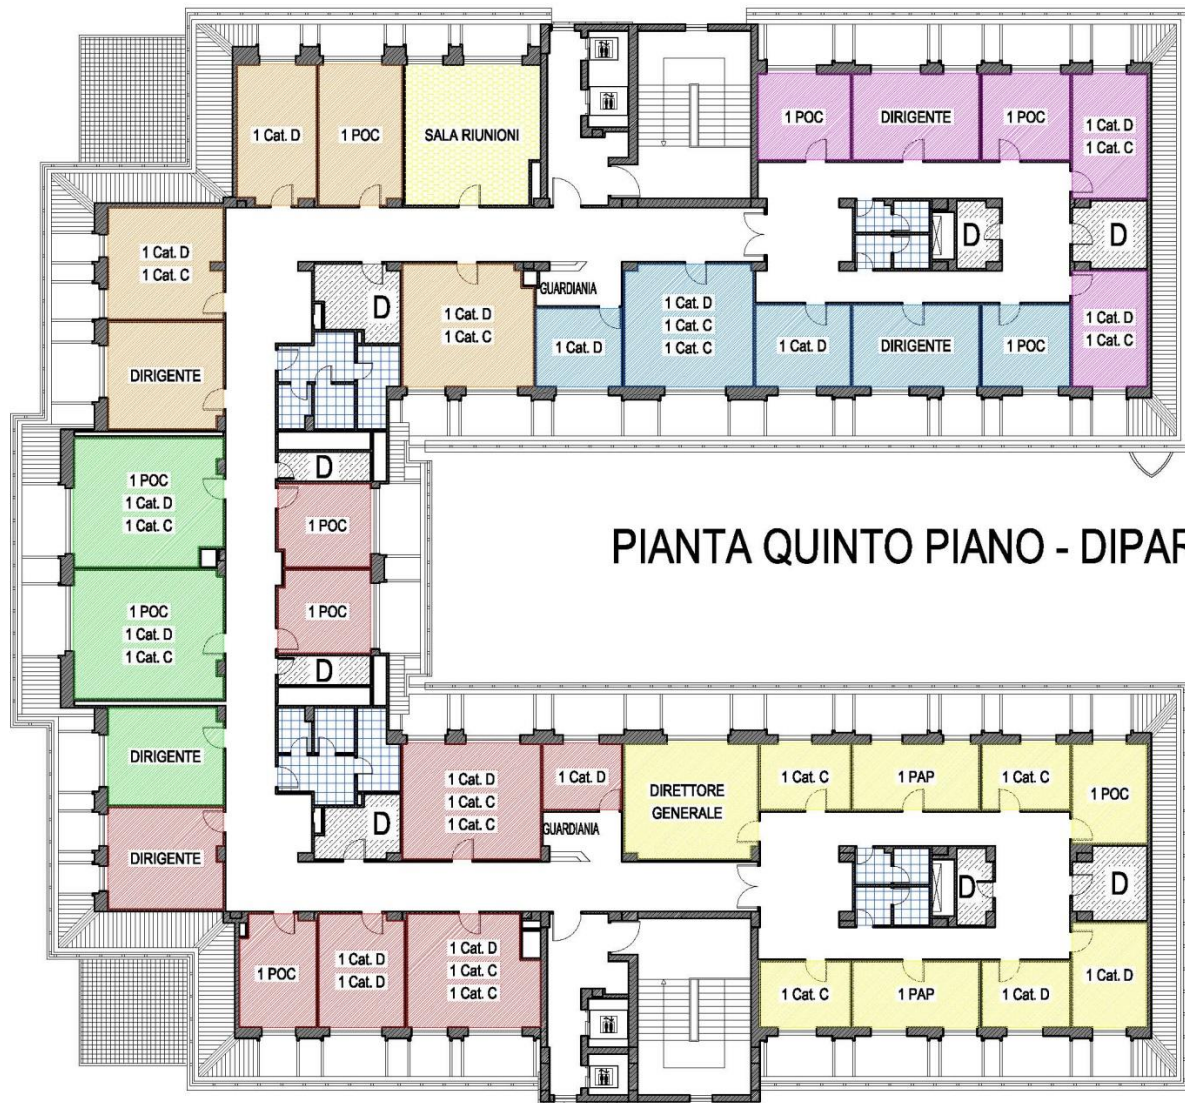 1 Cat. D
1 POC
SALA RIUNIONI
1 POC
DIRIGENTE
1 POC
1 Cat. D
1 Cat. C
1 Cat. D
1 Cat. C
D
D
D
GUARDIANIA
1 Cat. D
1 Cat. C
1 Cat. D
1 Cat. C
1 Cat. C
1 Cat. D
1 Cat. D
DIRIGENTE
1 POC
1 Cat. D
1 Cat. C
DIRIGENTE
D
1 POC
1 Cat. D
1 Cat. C
1 POC
PIANTA QUINTO PIANO - DIPAR
1 POC
1 Cat. D
1 Cat. C
1 POC
D
DIRIGENTE
1 Cat. D
1 Cat. C
1 Cat. C
1 Cat. D
DIRETTORE
GENERALE
1 Cat. C
1 PAP
1 Cat. C
1 POC
D
GUARDIANIA
DIRIGENTE
D
D
1 POC
1 Cat. D
1 Cat. D
1 Cat. D
1 Cat. C
1 Cat. C
1 Cat. C
1 PAP
1 Cat. D
1 Cat. D